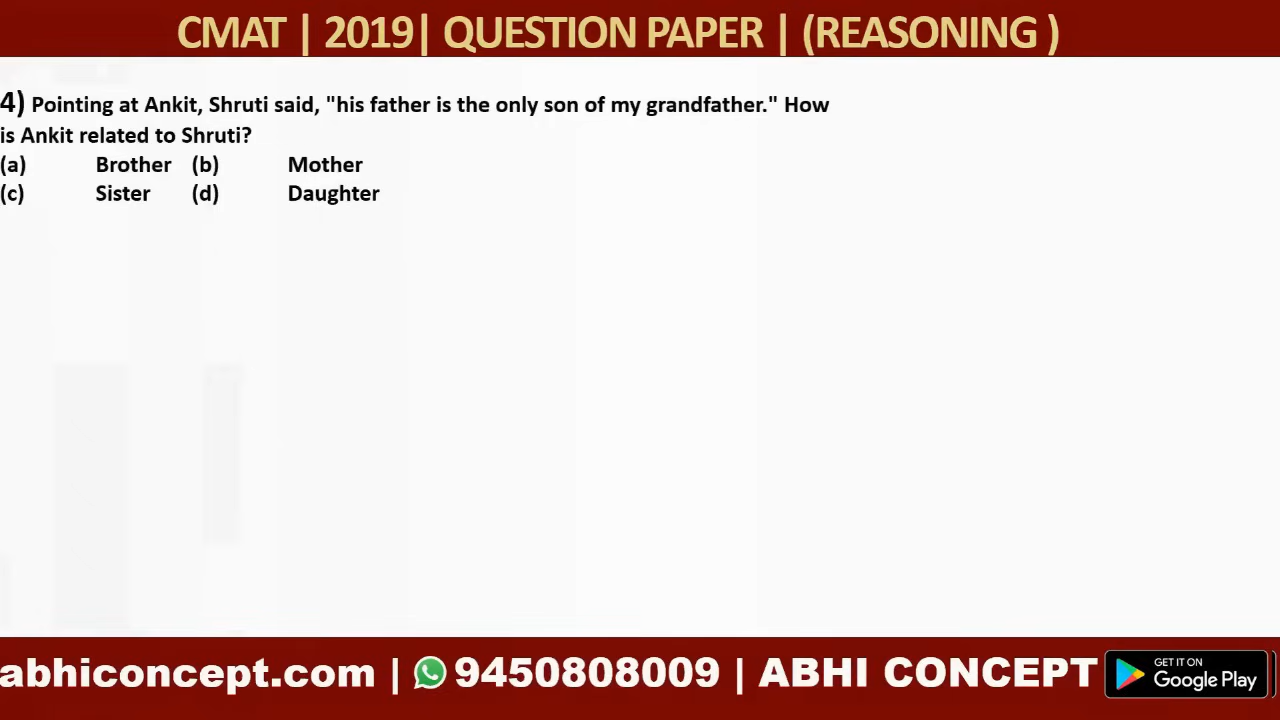 CMAT | 2019| QUESTION PAPER | (REASONING )
4) Pointing at Ankit, Shruti said, "his father is the only son of my grandfather." How
is Ankit related to Shruti?
(a) Brother (b) Mother
(c) Sister (d) Daughter
abhiconcept.com | 9450808009 | ABHI CONCEPT GET IT ON
Google Play